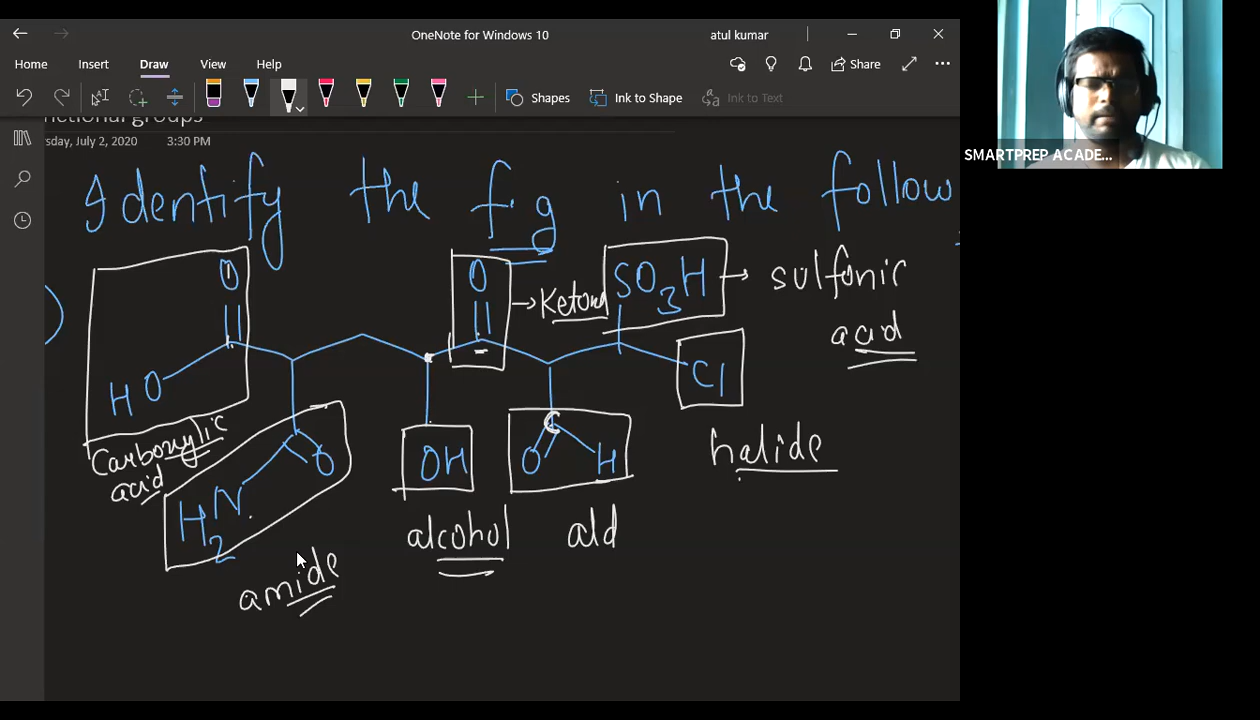 OneNote for Windows 10
atul kumar
Home Insert Draw View Help
Share
Shapes Ink to Shape Ink to Text
nctional groups
sday, July 2, 2020 3:30 PM
SMARTPREP ACADE...
Identify the f.g in the follow
O
O
SO3H → sulfonic
acid
→ Ketone
HO
Cl
Carboxylic
acid
O
H2N
OH
C
O H
halide
alcohol
ald
amide